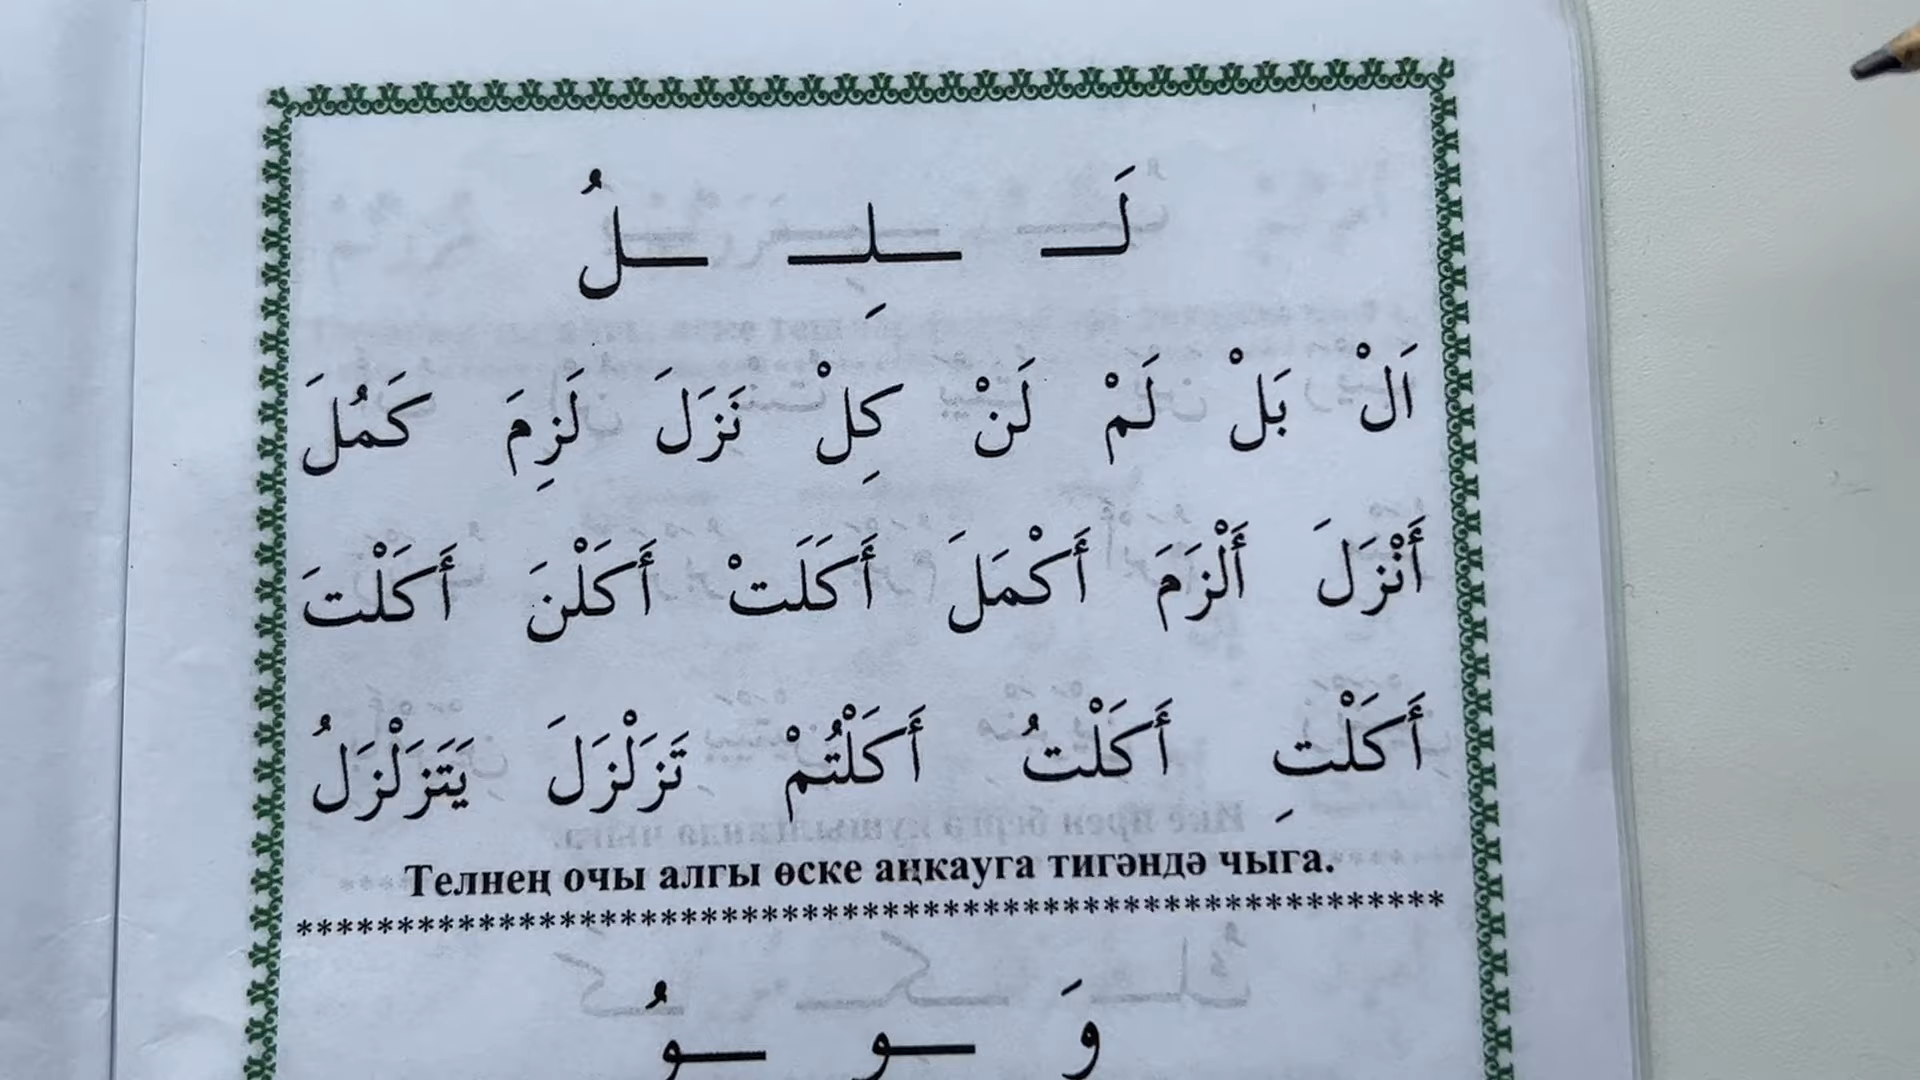 لَـ ـلِـ ـلُ
اَلْ بَلْ لَمْ لَنْ كِلْ نَزَلَ لَزِمَ كَمُلَ
أَنْزَلَ أَلْزَمَ أَكْمَلَ أَكَلَتْ أَكَلْنَ أَكَلْتَ
أَكَلْتِ أَكَلْتُ أَكَلْتُمْ تَزَلْزَلَ يَتَزَلْزَلُ
Телнең очы алгы өске аңкауга тигәндә чыга.
*********************************************************
وَ ـو ـوُ